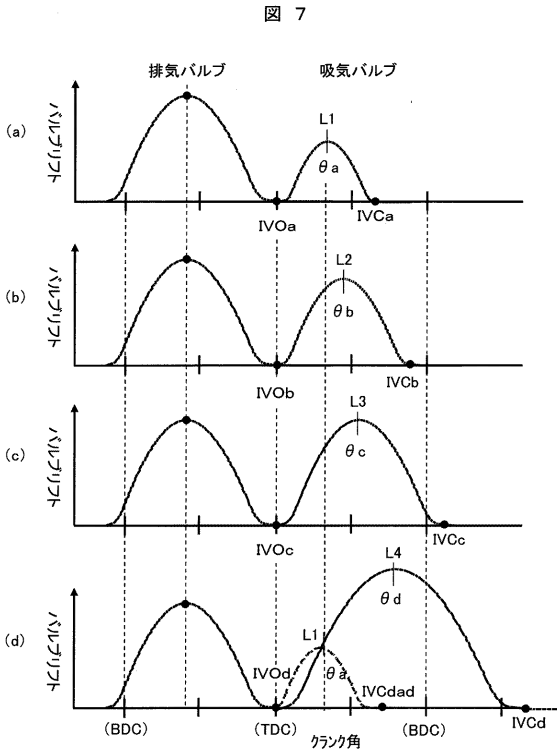 図 7
排気バルブ 吸気バルブ
(a) バルブリフト L1 θa
IVOa IVCa
(b) バルブリフト L2 θb
IVOb IVCb
(c) バルブリフト L3 θc
IVOc IVCc
(d) バルブリフト L4 θd
L1 θa
IVOd IVCdad IVCd
(BDC) (TDC) (BDC)
クランク角